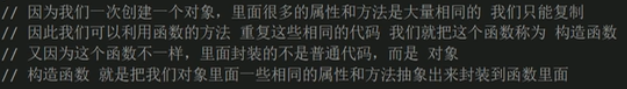 // 因为我们一次创建一个对象，里面很多的属性和方法是大量相同的 我们只能复制
// 因此我们可以利用函数的方法 重复这些相同的代码 我们就把这个函数称为 构造函数
// 又因为这个函数不一样，里面封装的不是普通代码，而是 对象
// 构造函数 就是把我们对象里面一些相同的属性和方法抽象出来封装到函数里面